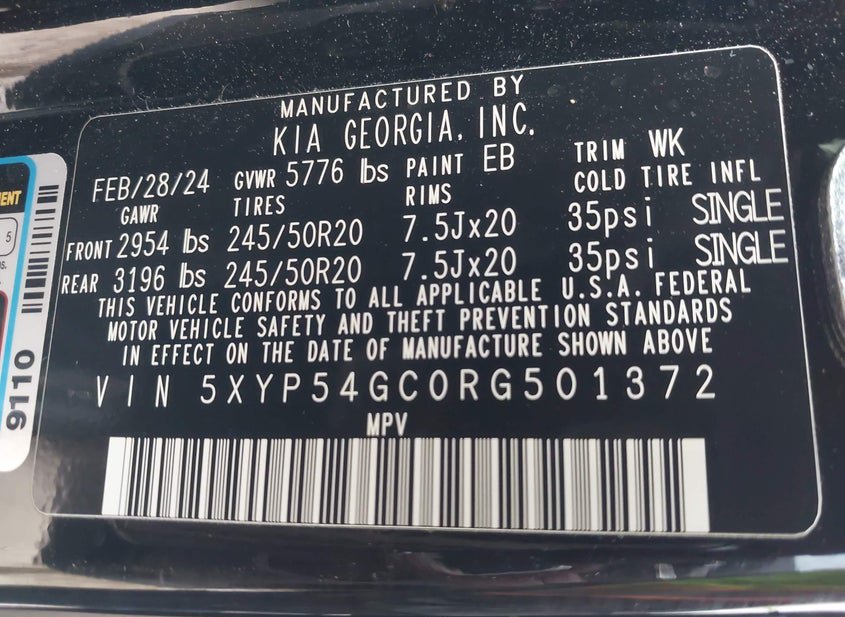 MANUFACTURED BY
KIA GEORGIA, INC.
FEB/28/24 GVWR 5776 lbs PAINT EB TRIM WK
GAWR TIRES RIMS COLD TIRE INFL
FRONT 2954 lbs 245/50R20 7.5Jx20 35psi SINGLE
REAR 3196 lbs 245/50R20 7.5Jx20 35psi SINGLE
THIS VEHICLE CONFORMS TO ALL APPLICABLE U.S.A. FEDERAL
MOTOR VEHICLE SAFETY AND THEFT PREVENTION STANDARDS
IN EFFECT ON THE DATE OF MANUFACTURE SHOWN ABOVE
VIN 5XYP54GC0RG501372
MPV
9110
5